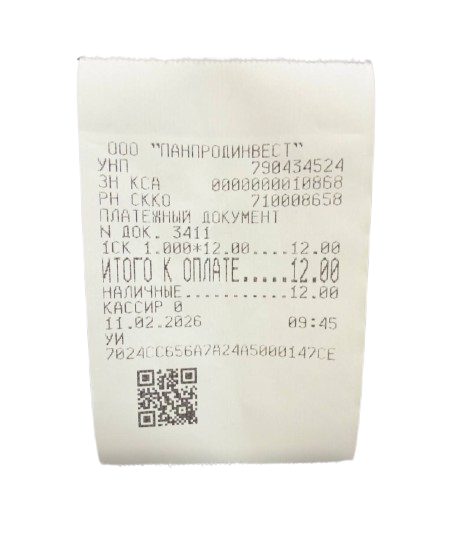 ООО "ПАНПРОДИНВЕСТ"
УНП 790434524
ЗН КСА 0000000010868
РН СККО 710008658
ПЛАТЕЖНЫЙ ДОКУМЕНТ
N ДОК. 3411
1СК 1.000*12.00....12.00
ИТОГО К ОПЛАТЕ.....12.00
НАЛИЧНЫЕ...........12.00
КАССИР 0
11.02.2026 09:45
УИ
7024CC656A7A24A5000147CE